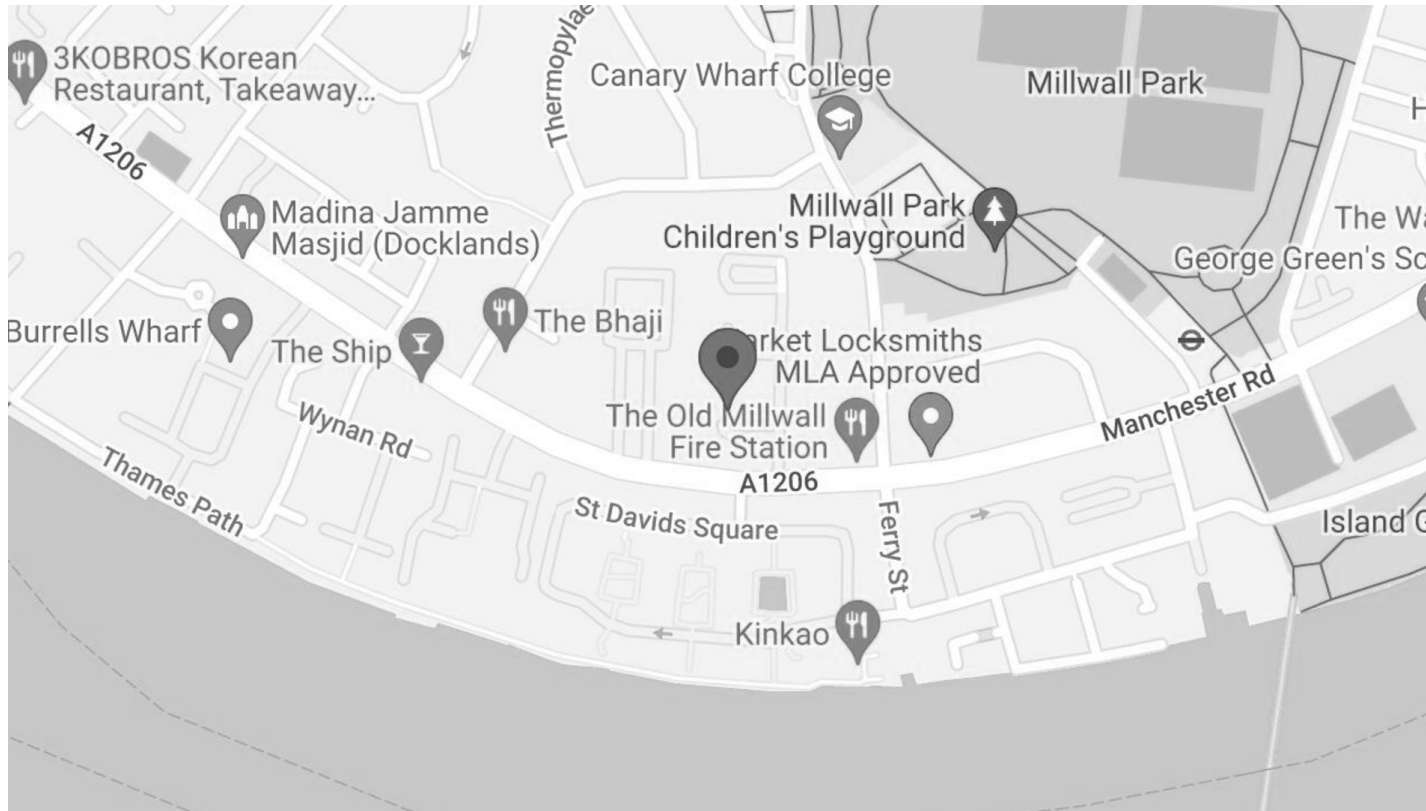 3KOBROS Korean
Restaurant, Takeaway...
Thermopylae
Canary Wharf College
Millwall Park
A1206
Madina Jamme
Masjid (Docklands)
Millwall Park
Children's Playground
The Wa
George Green's Sc
Burrells Wharf
The Ship
The Bhaji
arket Locksmiths
MLA Approved
The Old Millwall
Fire Station
Manchester Rd
Wynan Rd
Thames Path
A1206
St Davids Square
Ferry St
Island G
Kinkao